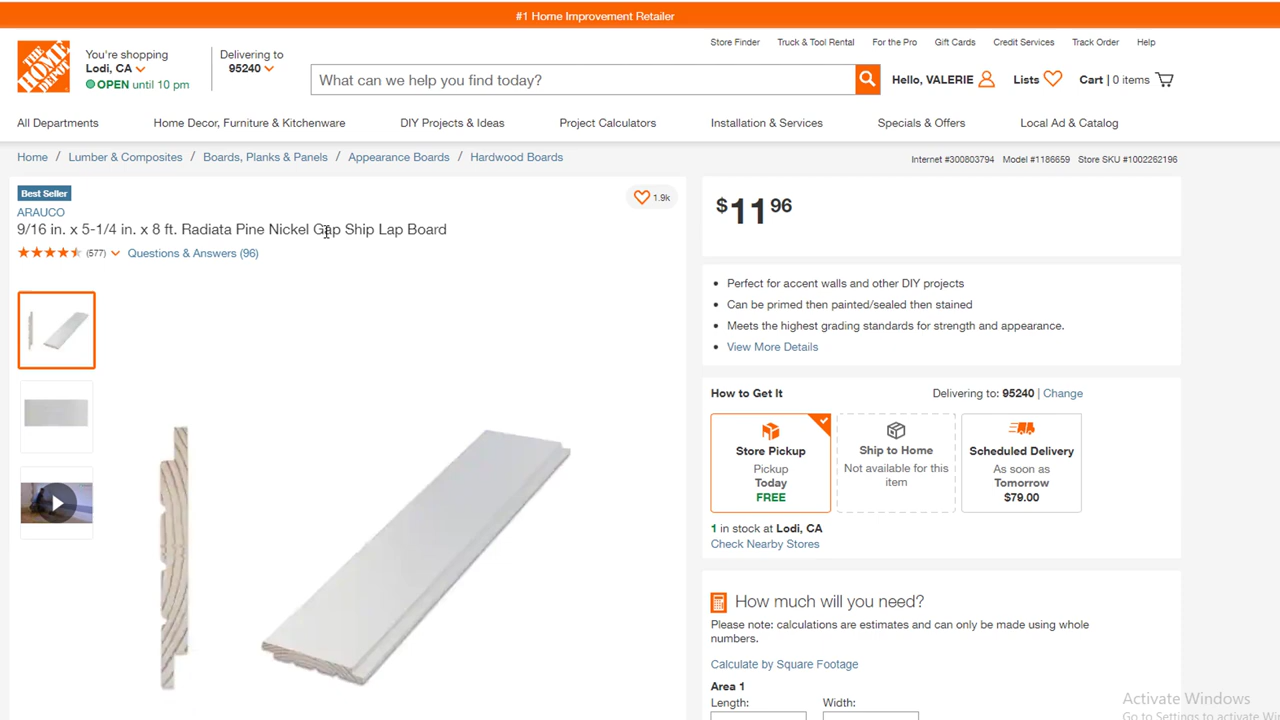 #1 Home Improvement Retailer
THE HOME DEPOT
You're shopping
Lodi, CA
OPEN until 10 pm
Delivering to
95240
What can we help you find today?
Store Finder
Truck & Tool Rental
For the Pro
Gift Cards
Credit Services
Track Order
Help
Hello, VALERIE
Lists
Cart | 0 items
All Departments
Home Decor, Furniture & Kitchenware
DIY Projects & Ideas
Project Calculators
Installation & Services
Specials & Offers
Local Ad & Catalog
Home / Lumber & Composites / Boards, Planks & Panels / Appearance Boards / Hardwood Boards
Internet #300803794 Model #1186659 Store SKU #1002262196
Best Seller
1.9k
ARAUCO
9/16 in. x 5-1/4 in. x 8 ft. Radiata Pine Nickel Gap Ship Lap Board
(577)
Questions & Answers (96)
$11 96
Perfect for accent walls and other DIY projects
Can be primed then painted/sealed then stained
Meets the highest grading standards for strength and appearance.
View More Details
How to Get It
Delivering to: 95240 | Change
Store Pickup
Pickup
Today
FREE
Ship to Home
Not available for this
item
Scheduled Delivery
As soon as
Tomorrow
$79.00
1 in stock at Lodi, CA
Check Nearby Stores
How much will you need?
Please note: calculations are estimates and can only be made using whole
numbers.
Calculate by Square Footage
Area 1
Length:
Width:
Activate Windows
Go to Settings to activate Win